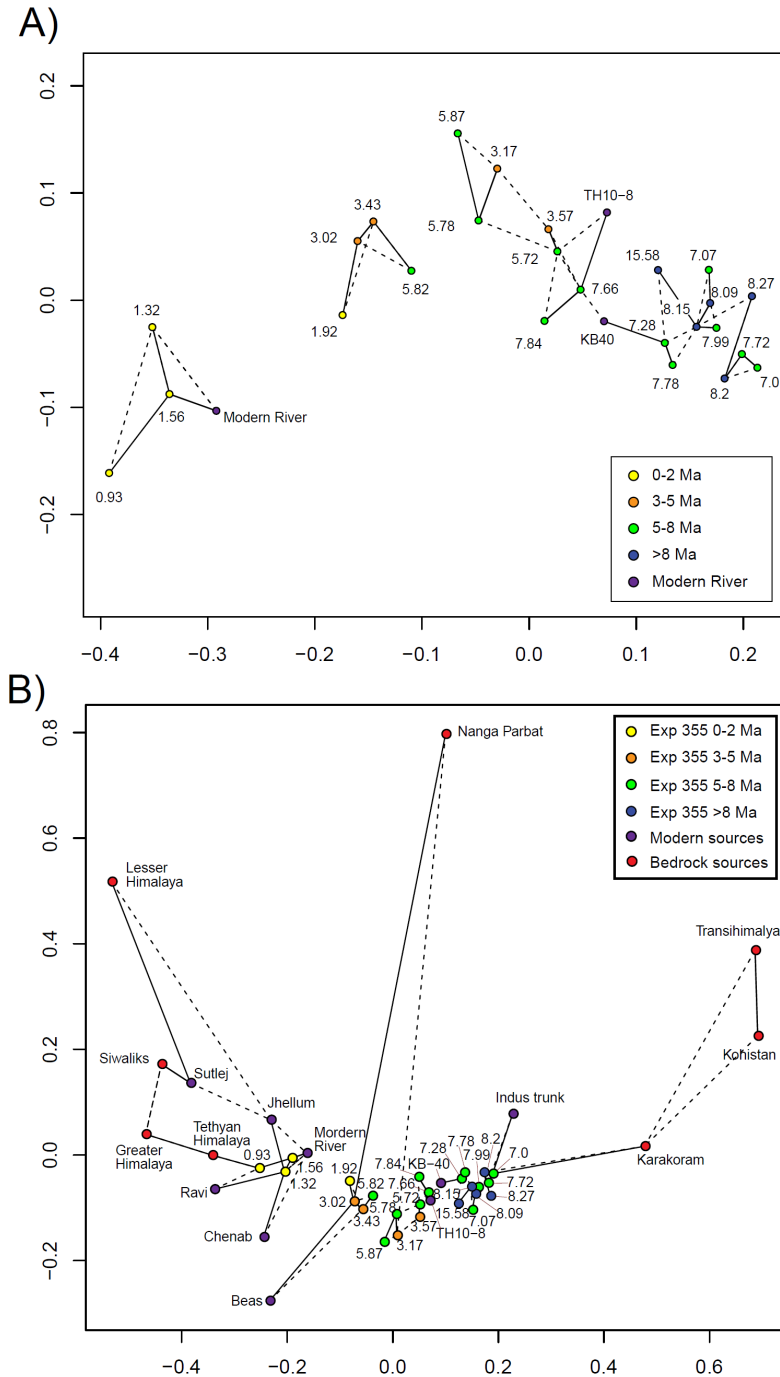 A)
0.2
0.1
0.0
−0.1
−0.2
5.87
3.17
TH10-8
3.43
3.57
3.02
5.78
5.72
15.58
7.07
5.82
7.66
8.15
8.09
8.27
1.32
1.92
7.84
KB40
7.28
7.99
7.72
7.78
8.2
7.0
1.56
Modern River
0.93
0-2 Ma
3-5 Ma
5-8 Ma
>8 Ma
Modern River
−0.4
−0.3
−0.2
−0.1
0.0
0.1
0.2
B)
0.8
0.6
0.4
0.2
0.0
−0.2
Nanga Parbat
Exp 355 0-2 Ma
Exp 355 3-5 Ma
Exp 355 5-8 Ma
Exp 355 >8 Ma
Modern sources
Bedrock sources
Lesser
Himalaya
Transihimalya
Kohistan
Siwaliks
Sutlej
Jhellum
Indus trunk
Greater
Himalaya
Tethyan
Himalaya
Mordern
River
Karakoram
0.93
1.56
1.32
Ravi
Chenab
Beas
1.92
5.82
3.02
3.43
5.78
5.87
3.17
3.57
5.72
7.66
7.84
KB−40
7.28
7.78
7.99
8.2
7.0
7.72
8.27
8.09
7.07
15.58
8.15
TH10−8
−0.4
−0.2
0.0
0.2
0.4
0.6